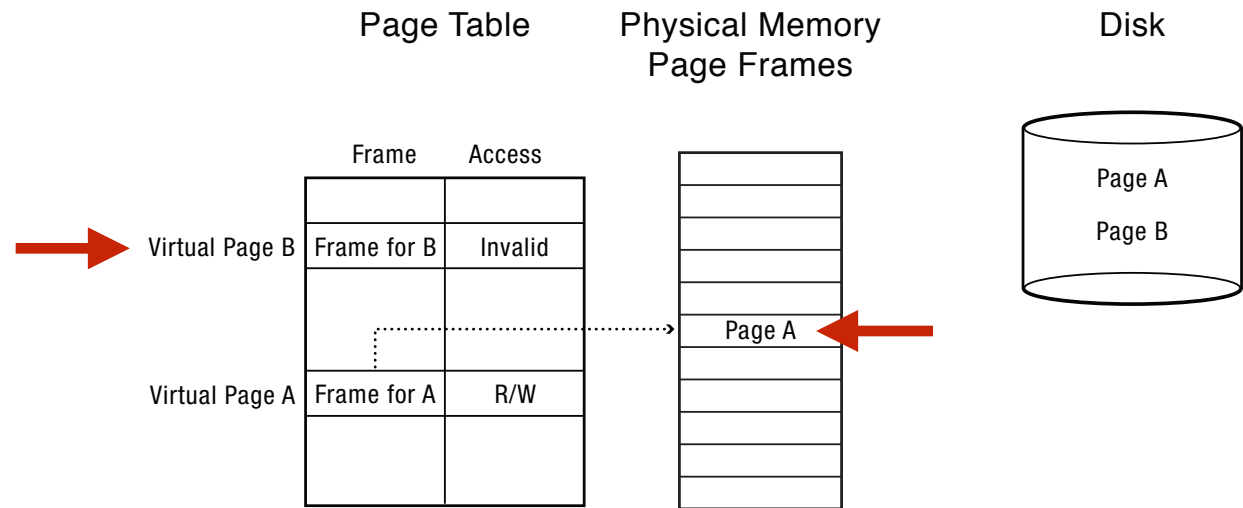 Page Table
Physical Memory
Page Frames
Disk
Frame Access
Virtual Page B Frame for B Invalid
Page A
Virtual Page A Frame for A R/W
Page A
Page B